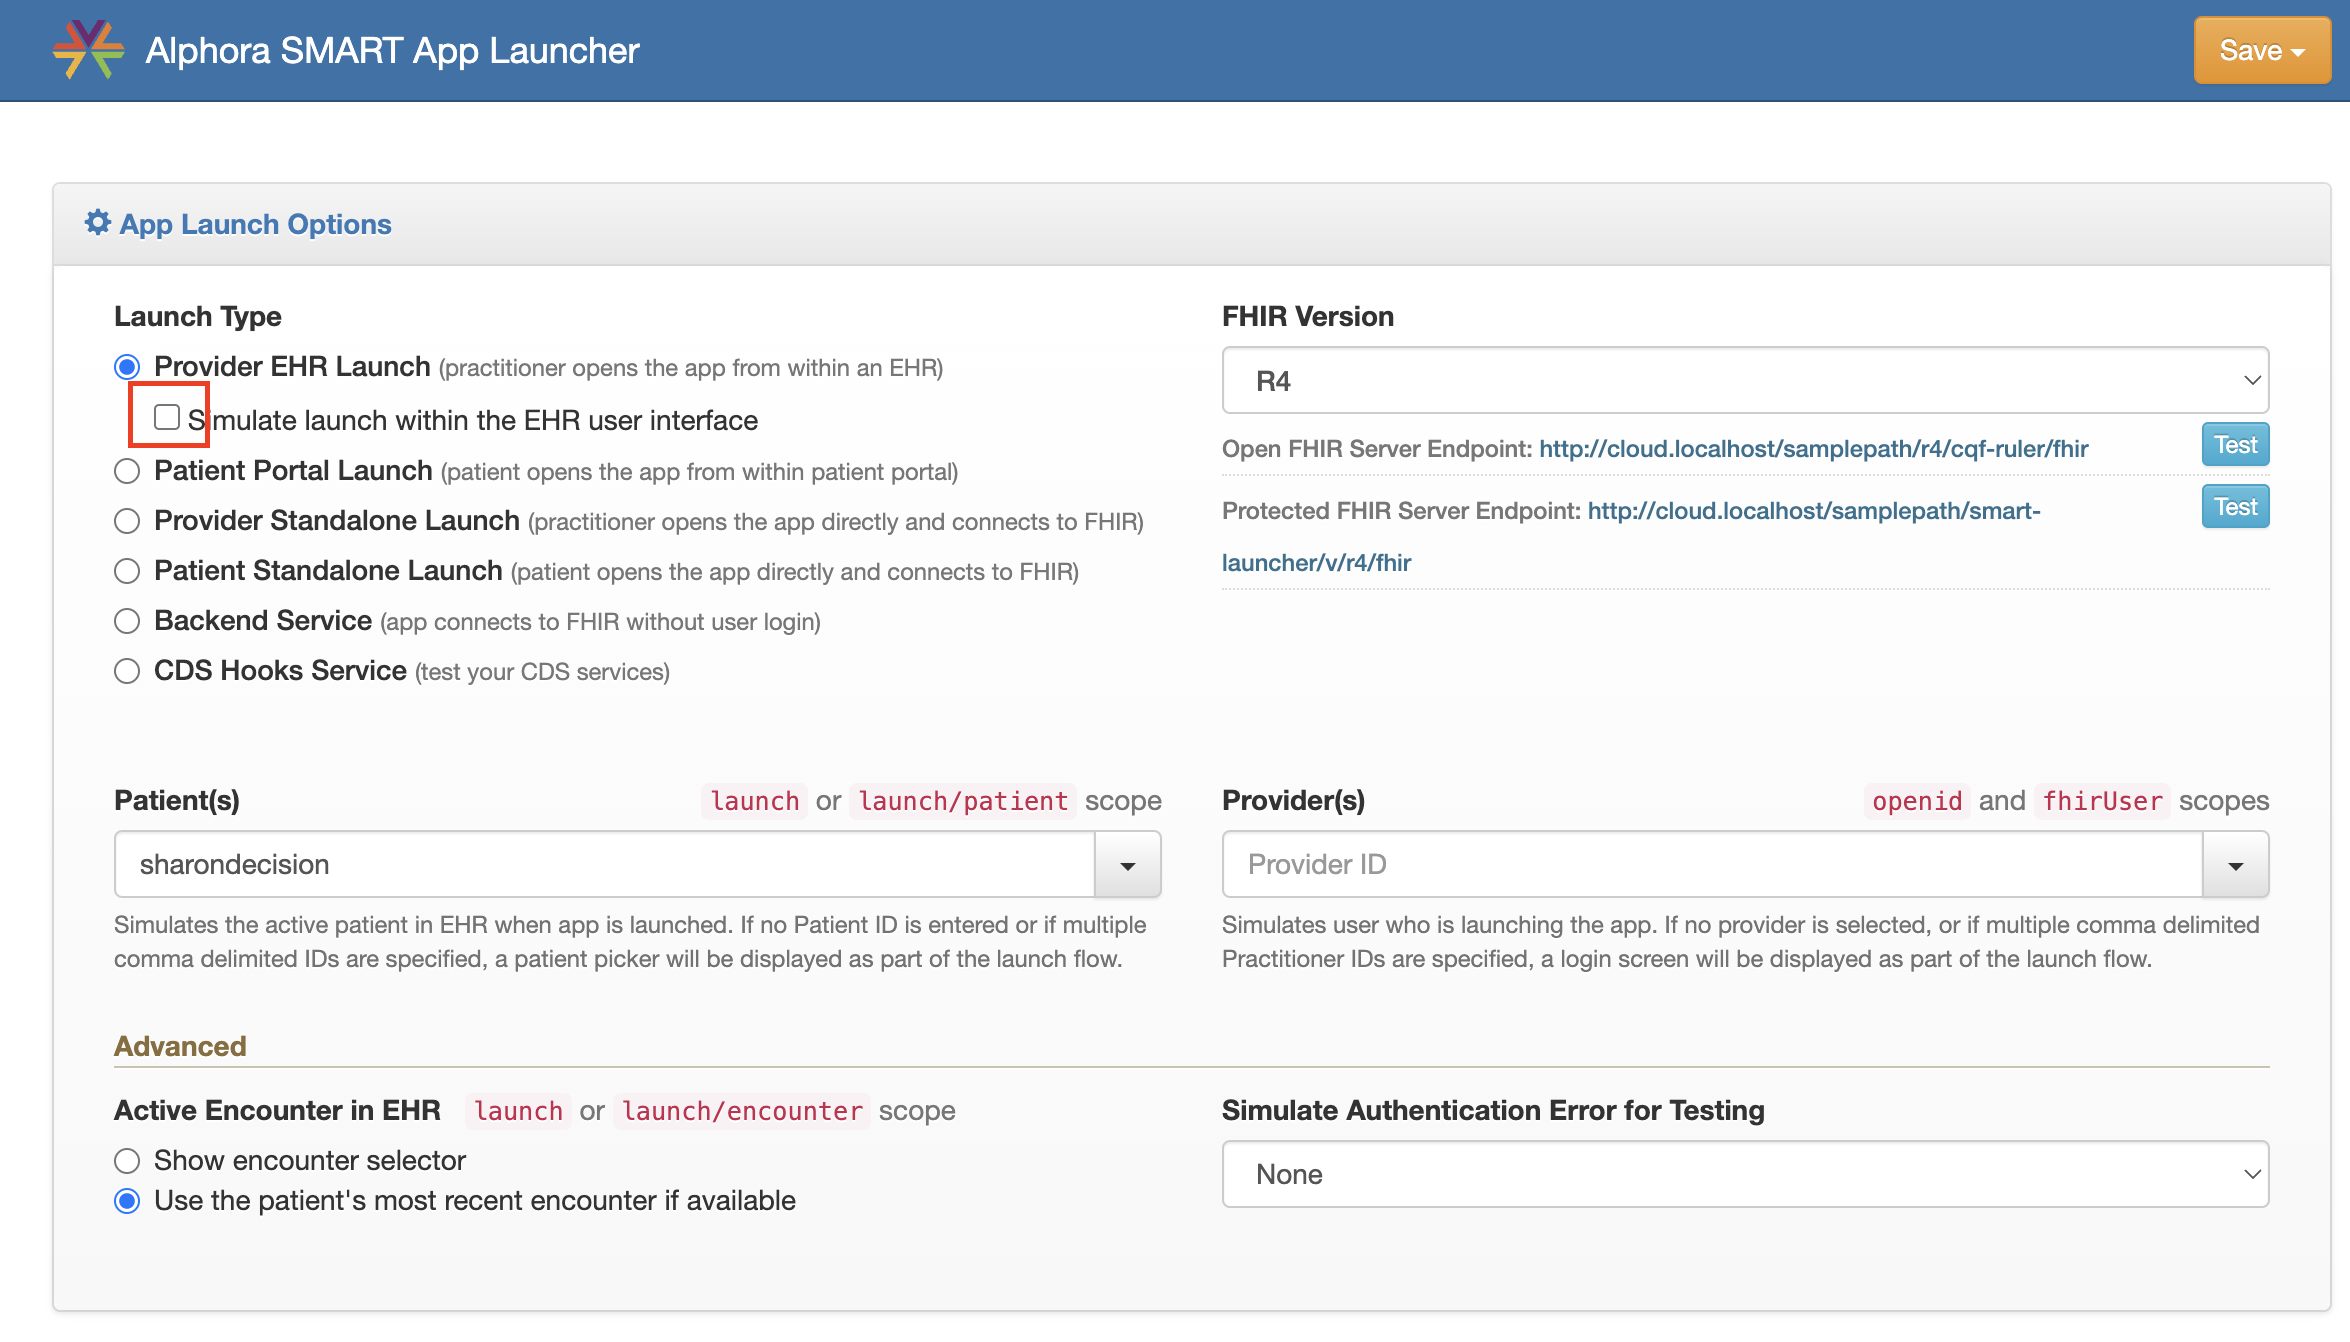 Alphora SMART App Launcher
Save
App Launch Options
Launch Type
Provider EHR Launch (practitioner opens the app from within an EHR)
Simulate launch within the EHR user interface
Patient Portal Launch (patient opens the app from within patient portal)
Provider Standalone Launch (practitioner opens the app directly and connects to FHIR)
Patient Standalone Launch (patient opens the app directly and connects to FHIR)
Backend Service (app connects to FHIR without user login)
CDS Hooks Service (test your CDS services)
FHIR Version
R4
Open FHIR Server Endpoint: http://cloud.localhost/samplepath/r4/cqf-ruler/fhir
Test
Protected FHIR Server Endpoint: http://cloud.localhost/samplepath/smart-
launcher/v/r4/fhir
Test
Patient(s) launch or launch/patient scope
sharondecision
Simulates the active patient in EHR when app is launched. If no Patient ID is entered or if multiple
comma delimited IDs are specified, a patient picker will be displayed as part of the launch flow.
Provider(s) openid and fhirUser scopes
Provider ID
Simulates user who is launching the app. If no provider is selected, or if multiple comma delimited
Practitioner IDs are specified, a login screen will be displayed as part of the launch flow.
Advanced
Active Encounter in EHR launch or launch/encounter scope
Show encounter selector
Use the patient's most recent encounter if available
Simulate Authentication Error for Testing
None